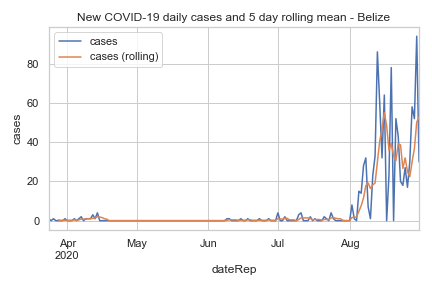 New COVID-19 daily cases and 5 day rolling mean - Belize
cases
cases (rolling)
80
60
40
20
0
cases
Apr
2020
May
Jun
Jul
Aug
dateRep